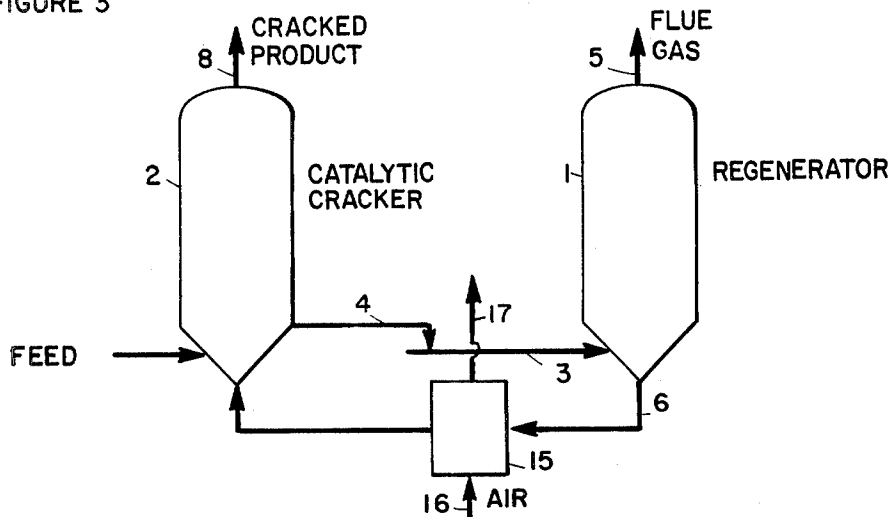 FIGURE 3
CRACKED
PRODUCT
8
FLUE
GAS
5
2
CATALYTIC
CRACKER
1
REGENERATOR
4
17
FEED
3
6
15
16
AIR